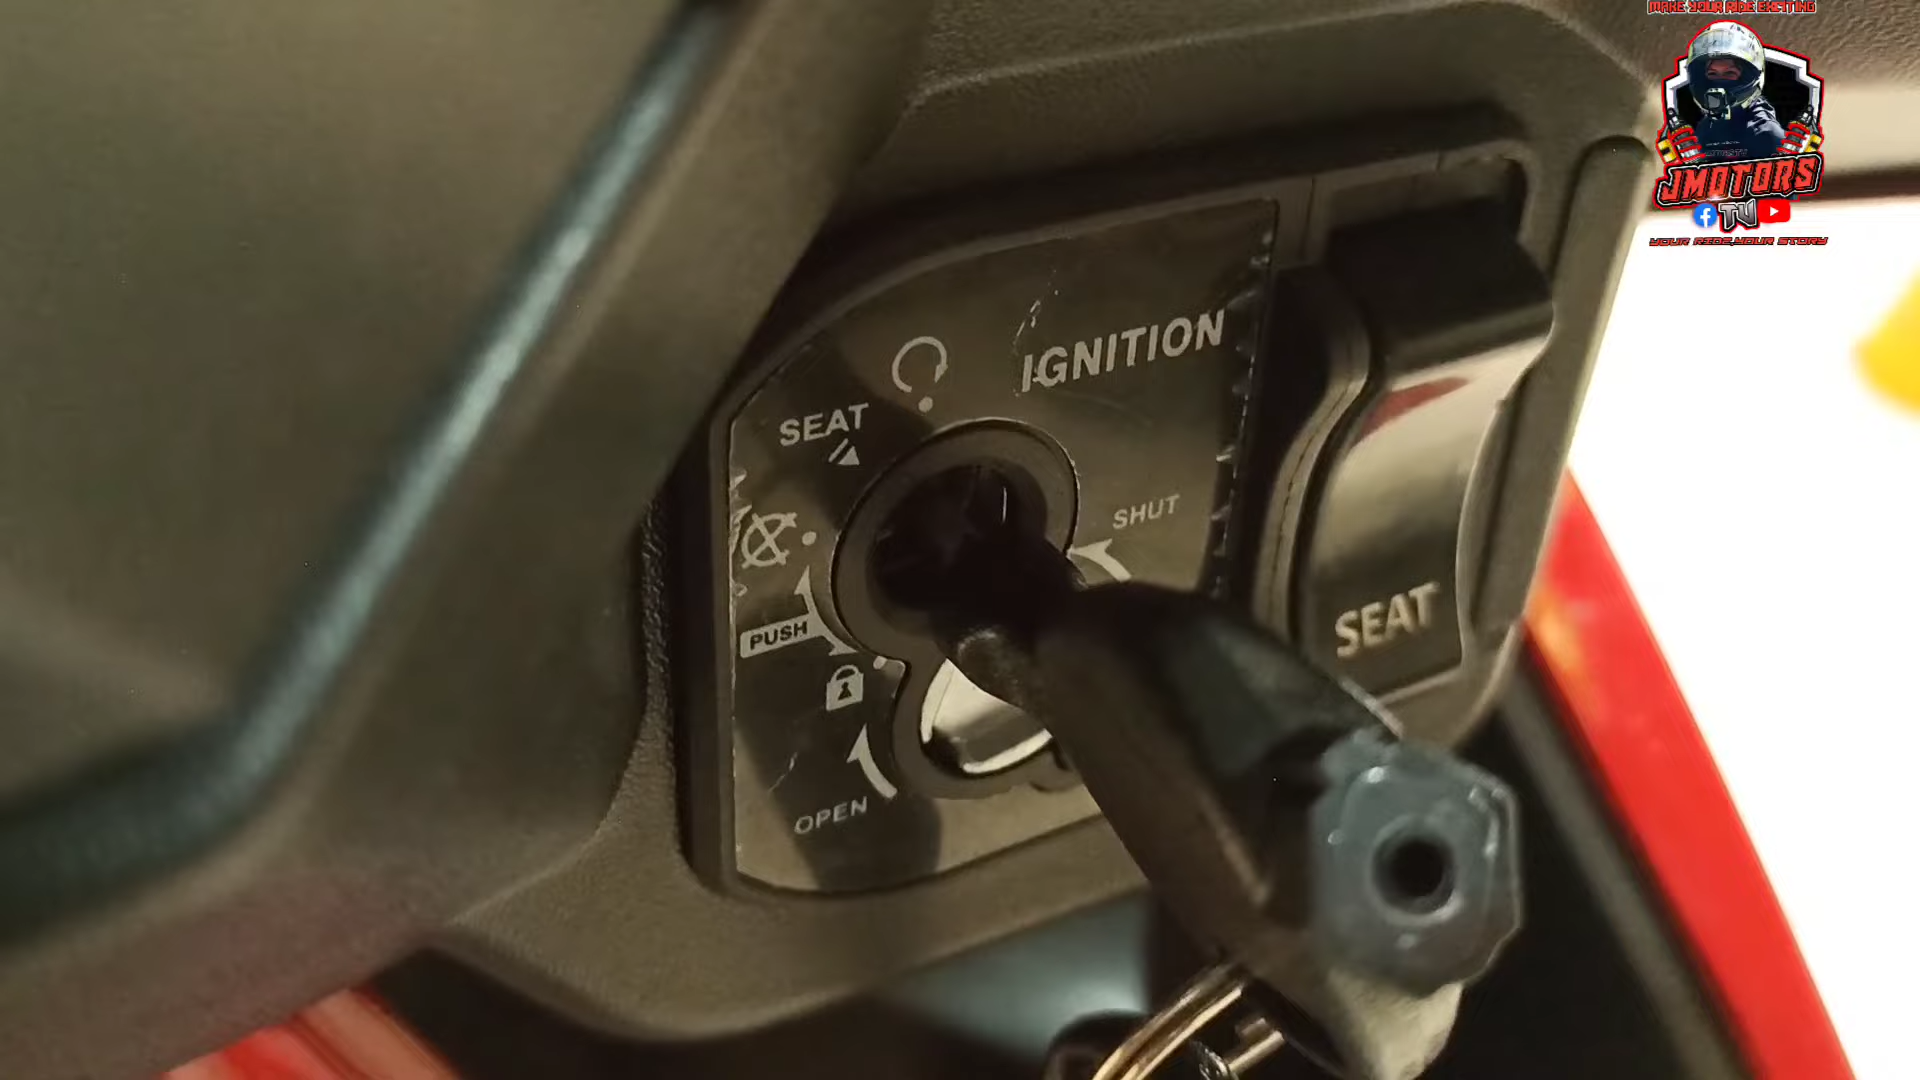 MAKE YOUR RIDE EXCITING
JMOTORS
TV
YOUR RIDE, YOUR STORY
IGNITION
SEAT
SHUT
PUSH
SEAT
OPEN